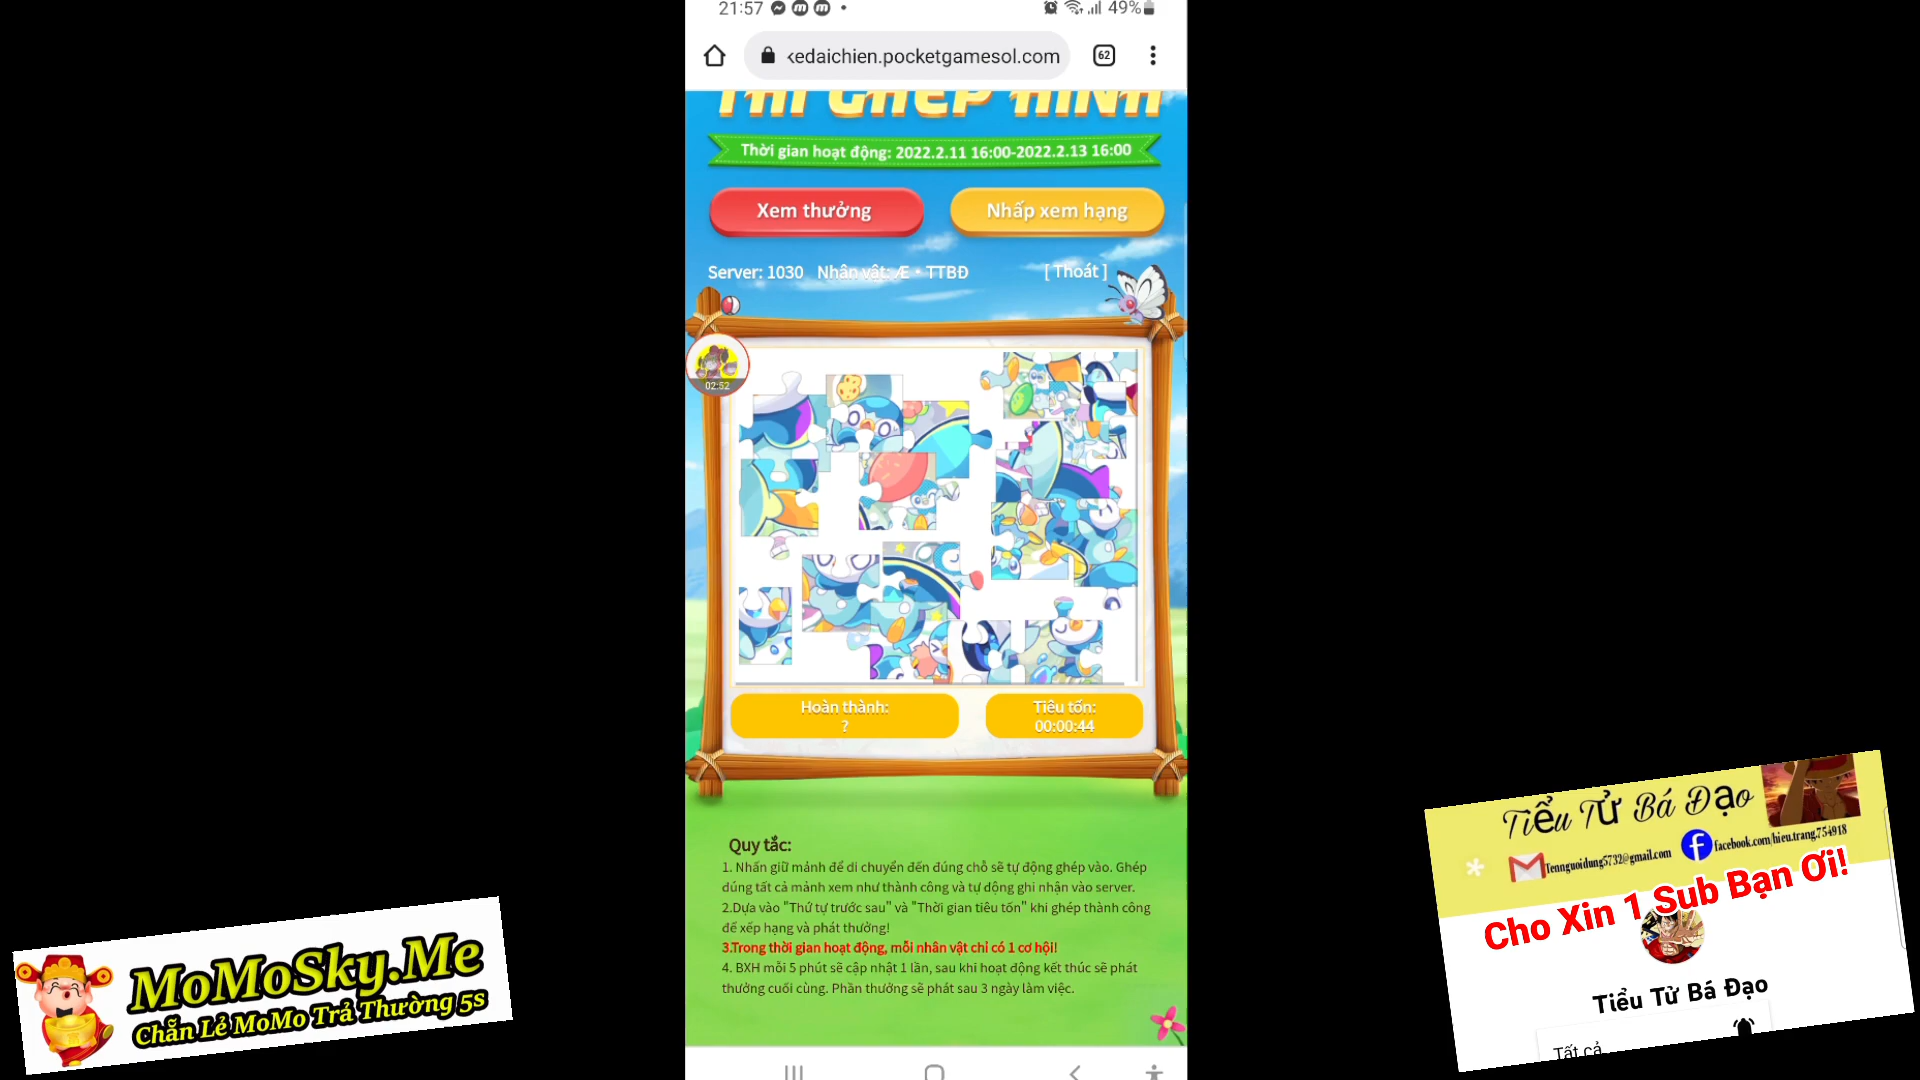 21:57
49%
62
‹edaichien.pocketgamesol.com
THI GHÉP HÌNH
Thời gian hoạt động: 2022.2.11 16:00-2022.2.13 16:00
Xem thưởng
Nhấp xem hạng
Server: 1030 Nhân vật: Æ・TTBĐ
[ Thoát ]
02:52
Hoàn thành:
?
Tiêu tốn:
00:00:44
Quy tắc:
1. Nhấn giữ mảnh để di chuyển đến đúng chỗ sẽ tự động ghép vào. Ghép
đúng tất cả mảnh xem như thành công và tự động ghi nhận vào server.
2.Dựa vào "Thứ tự trước sau" và "Thời gian tiêu tốn" khi ghép thành công
để xếp hạng và phát thưởng!
3.Trong thời gian hoạt động, mỗi nhân vật chỉ có 1 cơ hội!
4. BXH mỗi 5 phút sẽ cập nhật 1 lần, sau khi hoạt động kết thúc sẽ phát
thưởng cuối cùng. Phần thưởng sẽ phát sau 3 ngày làm việc.
MoMoSky.Me
Chẵn Lẻ MoMo Trả Thưởng 5s
Tiểu Tử Bá Đạo
Tennguoidung5732@gmail.com
facebook.com/hieu.trang.754918
Cho Xin 1 Sub Bạn Ơi!
Tiểu Tử Bá Đạo
Tất cả